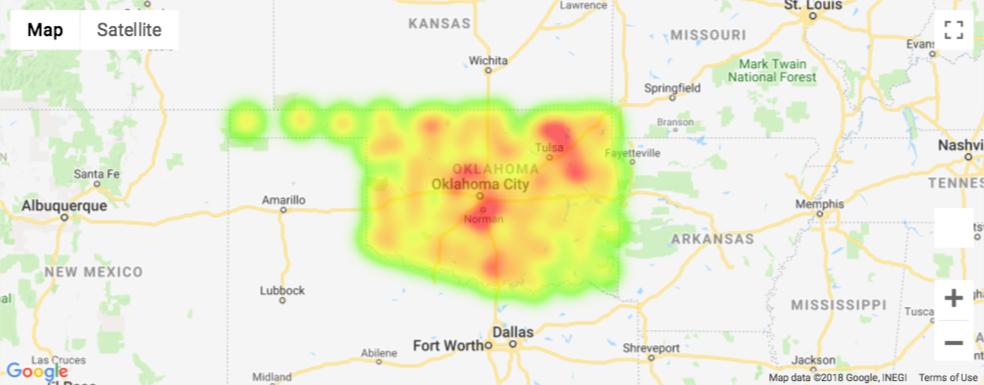 Map
Satellite
KANSAS
Lawrence
St. Louis
MISSOURI
Evans
Wichita
Mark Twain
National Forest
Springfield
Branson
Tulsa
Fayetteville
Nashvi
OKLAHOMA
Oklahoma City
Santa Fe
TENNES
Amarillo
Albuquerque
Memphis
Norman
ARKANSAS
NEW MEXICO
Lubbock
MISSISSIPPI
Tusca
Dallas
Fort Worth
Shreveport
Abilene
Las Cruces
Jackson
Google
Midland
Map data ©2018 Google, INEGI
Terms of Use